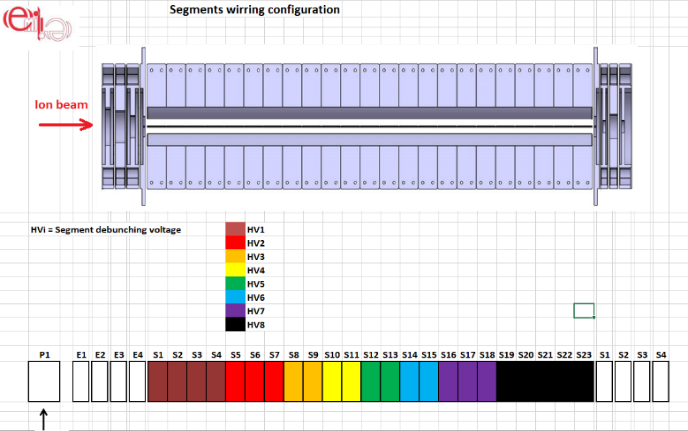 Segments wirring configuration
Ion beam
HVi = Segment debunching voltage
HV1
HV2
HV3
HV4
HV5
HV6
HV7
HV8
P1 E1 E2 E3 E4 S1 S2 S3 S4 S5 S6 S7 S8 S9 S10 S11 S12 S13 S14 S15 S16 S17 S18 S19 S20 S21 S22 S23 S1 S2 S3 S4